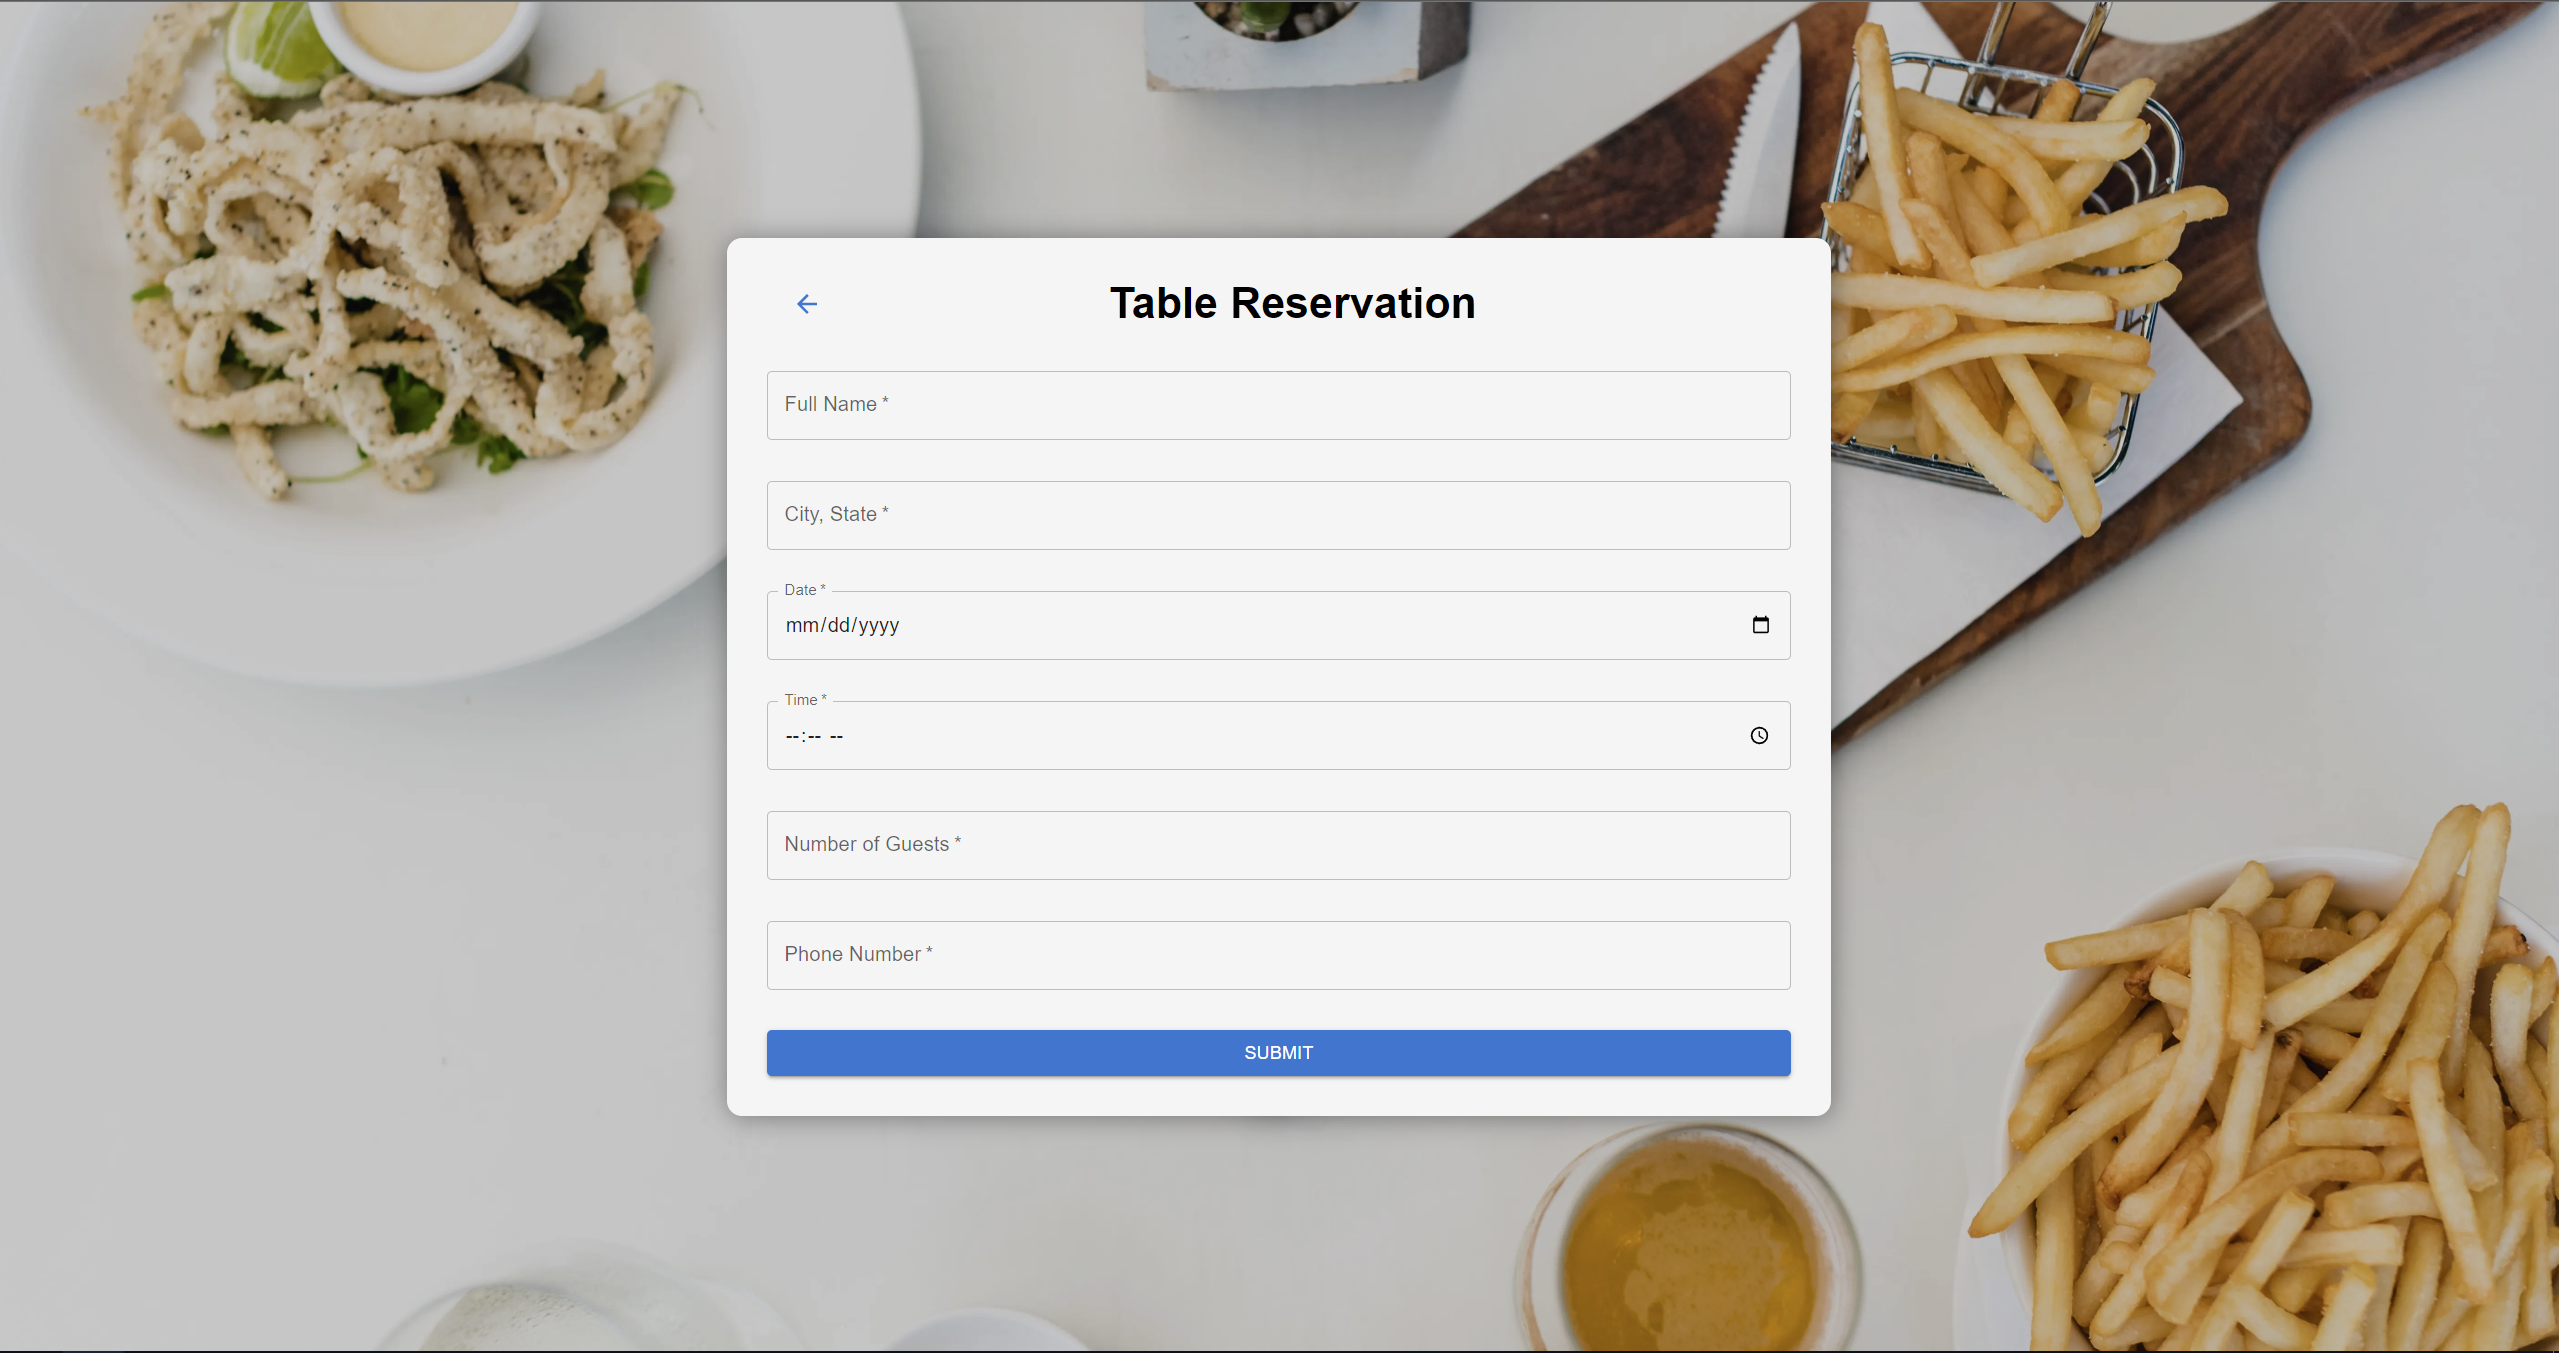 Table Reservation
Full Name *
City, State *
Date *
mm/dd/yyyy
Time *
--:-- --
Number of Guests *
Phone Number *
SUBMIT